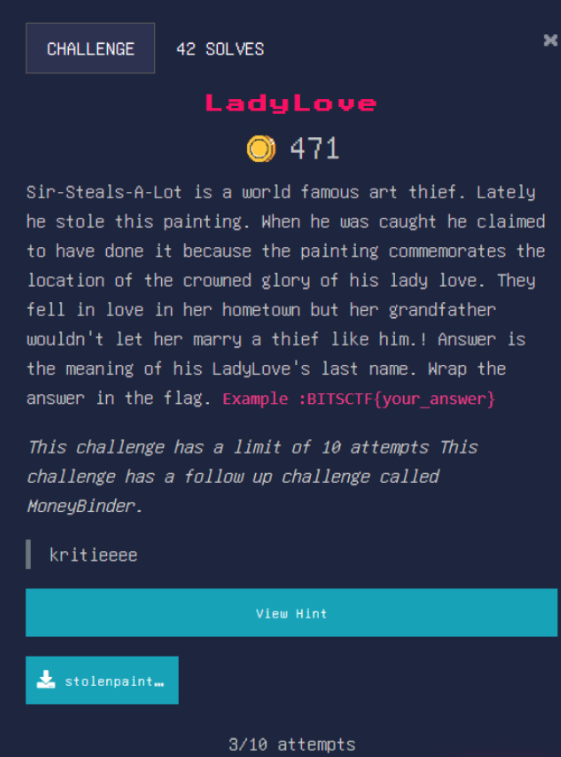 CHALLENGE
42 SOLVES
×
LadyLove
471
Sir-Steals-A-Lot is a world famous art thief. Lately
he stole this painting. When he was caught he claimed
to have done it because the painting commemorates the
location of the crowned glory of his lady love. They
fell in love in her hometown but her grandfather
wouldn't let her marry a thief like him.! Answer is
the meaning of his LadyLove's last name. Wrap the
answer in the flag. Example :BITSCTF{your_answer}
This challenge has a limit of 10 attempts This
challenge has a follow up challenge called
MoneyBinder.
kritieeee
View Hint
stolenpaint…
3/10 attempts